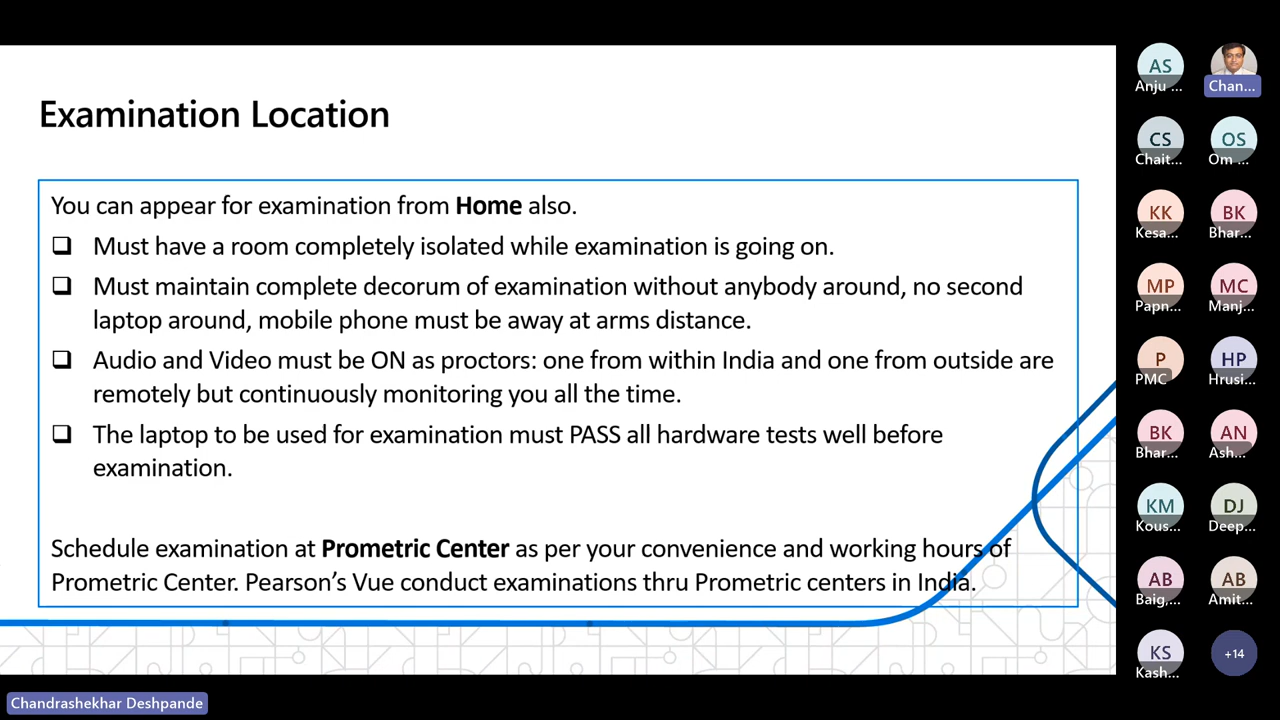 Examination Location
You can appear for examination from Home also.
Must have a room completely isolated while examination is going on.
Must maintain complete decorum of examination without anybody around, no second
laptop around, mobile phone must be away at arms distance.
Audio and Video must be ON as proctors: one from within India and one from outside are
remotely but continuously monitoring you all the time.
The laptop to be used for examination must PASS all hardware tests well before
examination.
Schedule examination at Prometric Center as per your convenience and working hours of
Prometric Center. Pearson's Vue conduct examinations thru Prometric centers in India.
AS
Anju ...
Chan...
CS
Chait...
OS
Om ...
KK
Kesa...
BK
Bhar...
MP
Papn...
MC
Manj...
P
PMC
HP
Hrusi...
BK
Bhar...
AN
Ash...
KM
Kous...
DJ
Deep...
AB
Baig,...
AB
Amit...
KS
Kash...
+14
Chandrashekhar Deshpande